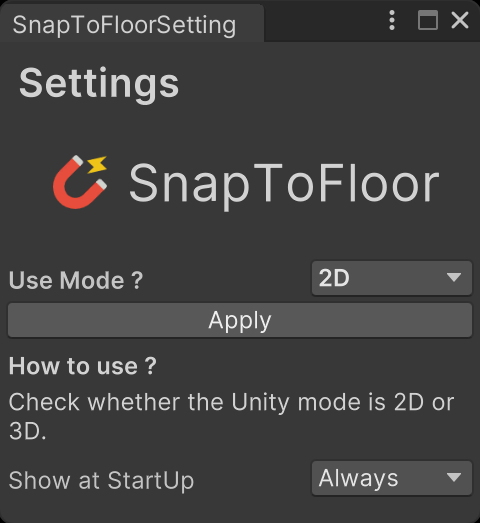 SnapToFloorSetting
Settings
SnapToFloor
Use Mode ? 2D
Apply
How to use ?
Check whether the Unity mode is 2D or
3D.
Show at StartUp Always